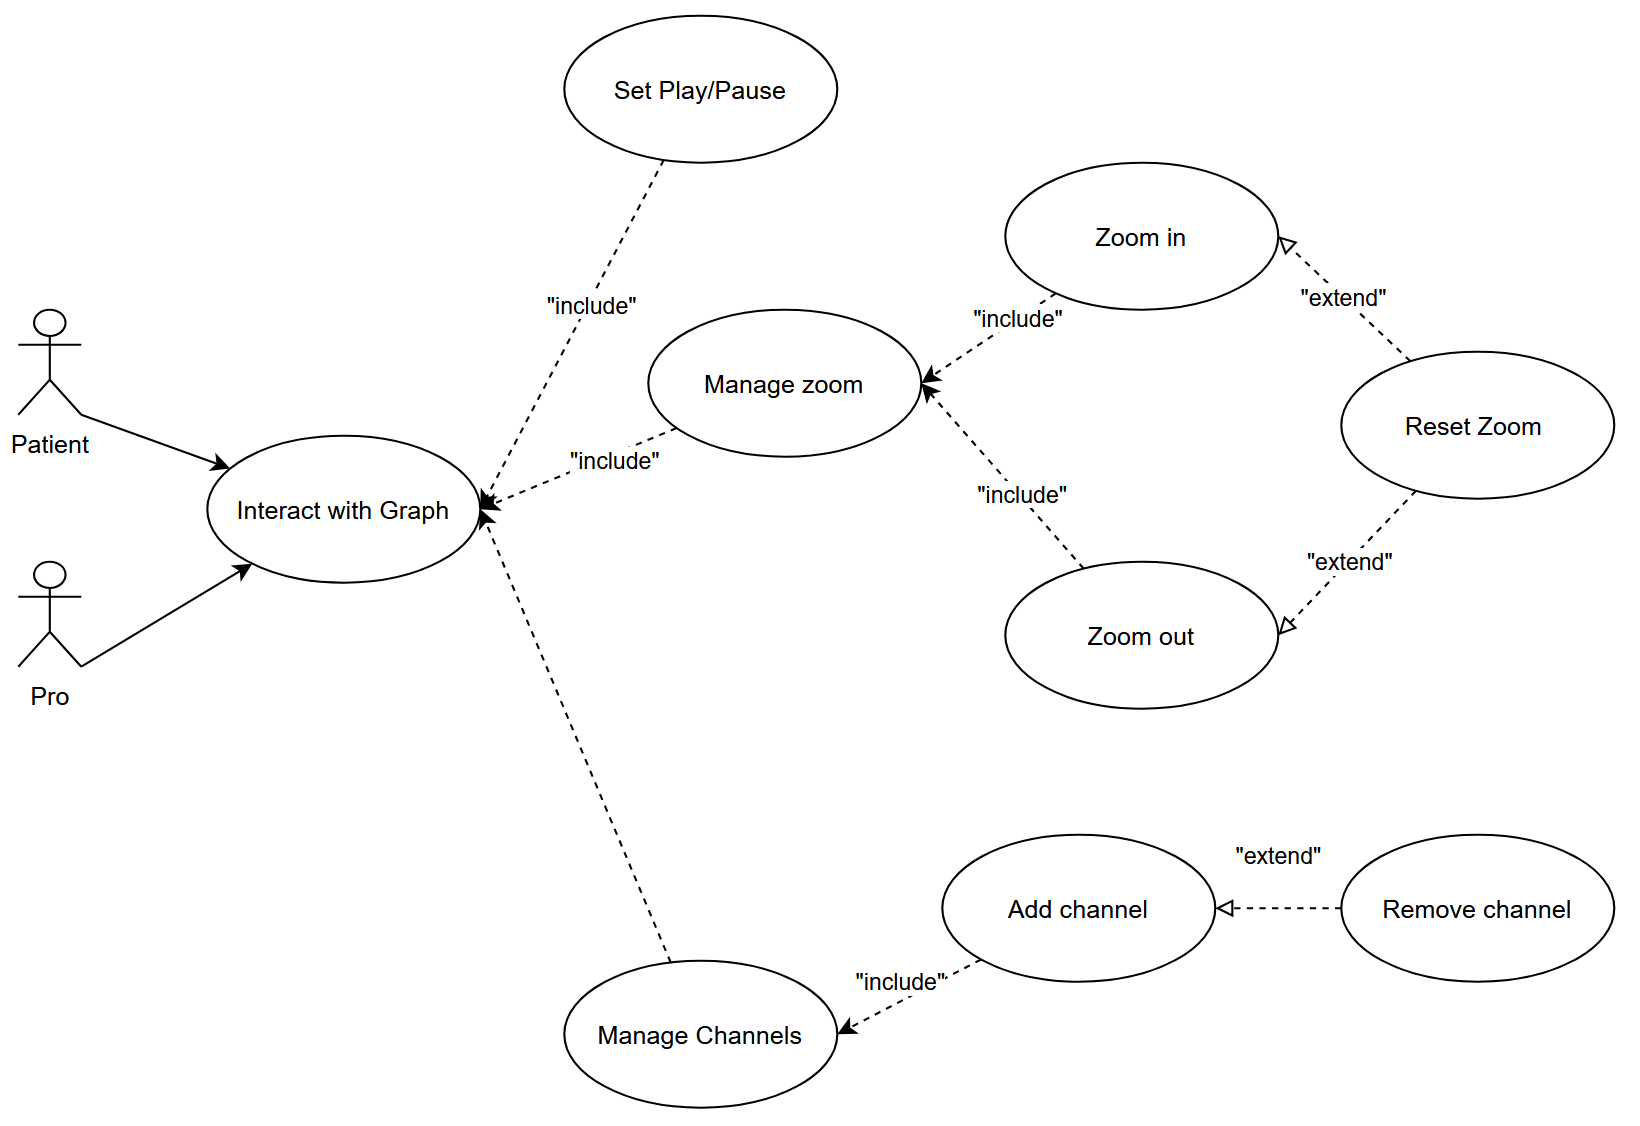 Set Play/Pause
Zoom in
"include"
"extend"
"include"
Manage zoom
Reset Zoom
Patient
"include"
"include"
Interact with Graph
"extend"
Zoom out
Pro
"extend"
Add channel
Remove channel
"include"
Manage Channels